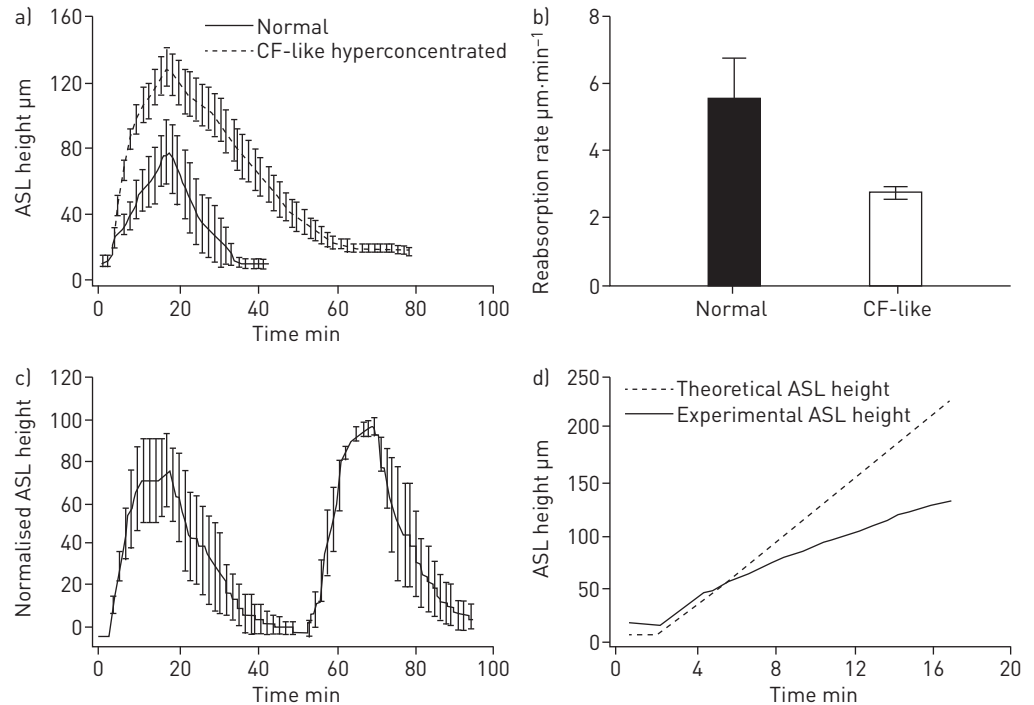 a)
160
120
80
40
0
ASL height µm
Normal
CF-like hyperconcentrated
0 20 40 60 80 100
Time min
b)
8
6
4
2
0
Reabsorption rate µm·min⁻¹
Normal CF-like
c)
120
100
80
60
40
20
0
Normalised ASL height
0 20 40 60 80 100
Time min
d)
250
200
150
100
50
0
ASL height µm
Theoretical ASL height
Experimental ASL height
0 4 8 12 16 20
Time min